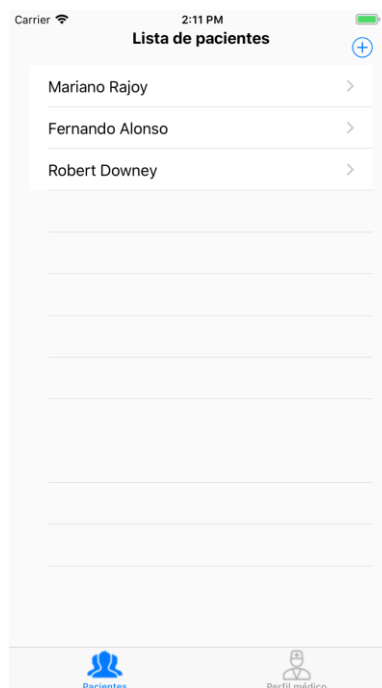 Carrier 2:11 PM
Lista de pacientes
Mariano Rajoy
Fernando Alonso
Robert Downey
Pacientes Perfil médico